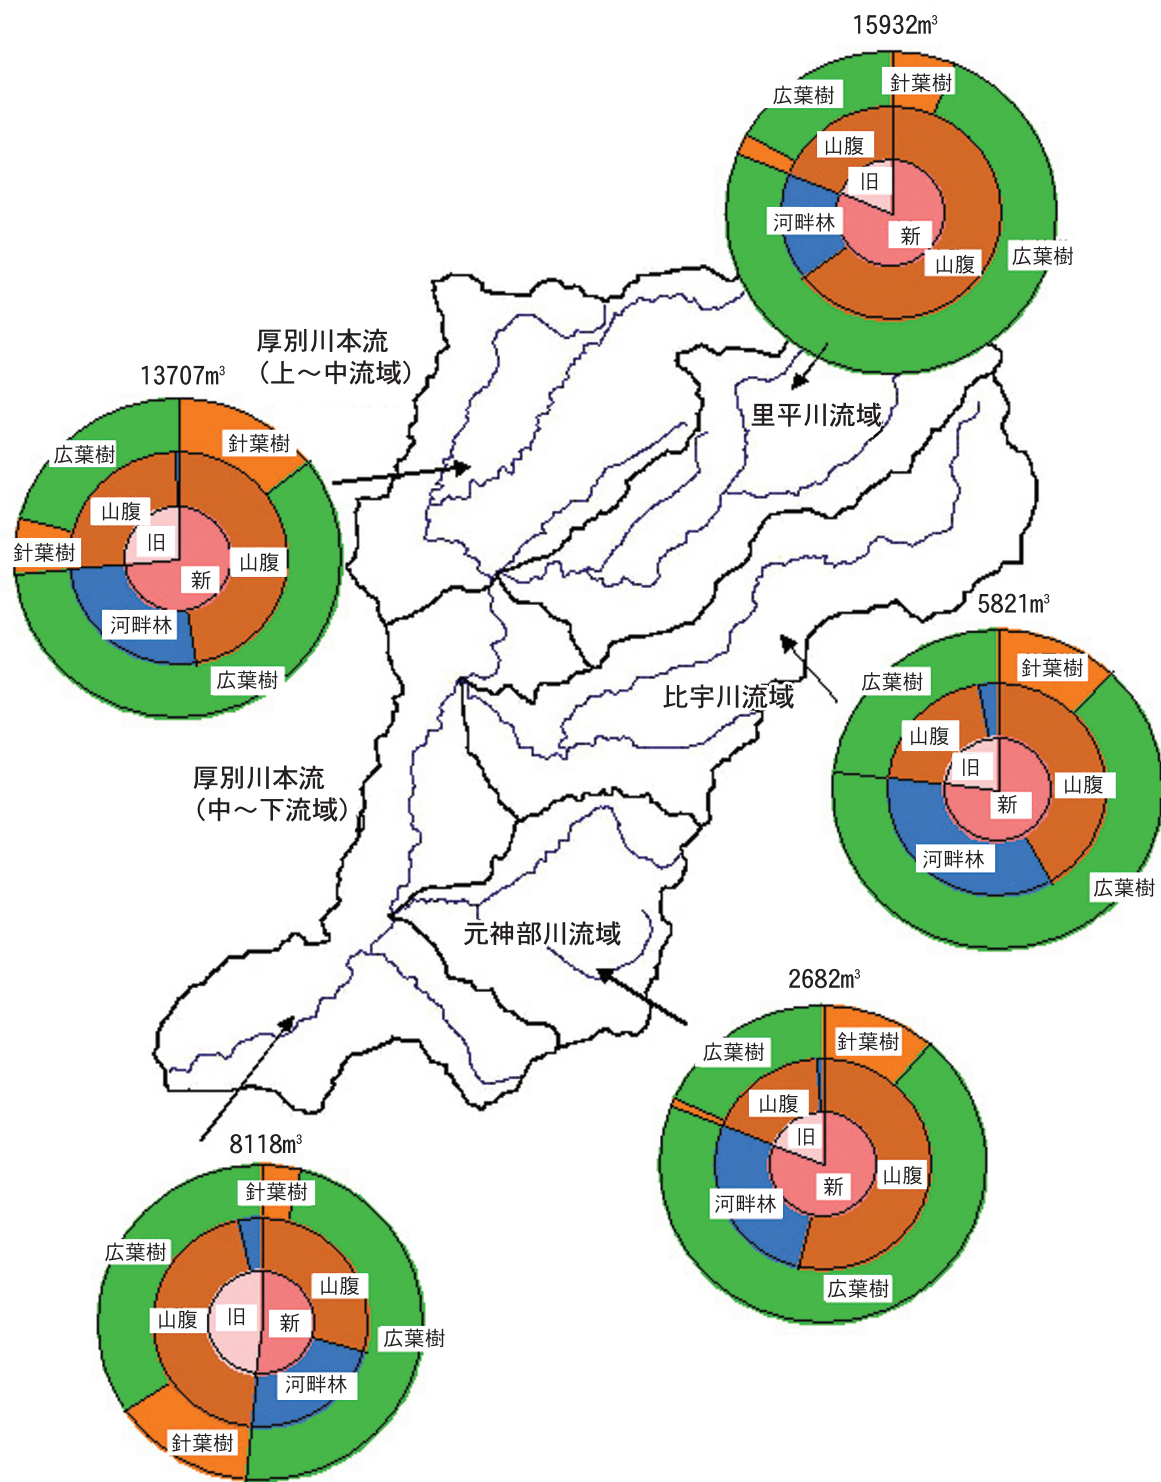 15932m³
針葉樹
広葉樹
山腹
旧
河畔林
新
山腹
広葉樹
厚別川本流
(上～中流域)
13707m³
里平川流域
針葉樹
広葉樹
山腹
旧
針葉樹
山腹
新
河畔林
広葉樹
5821m³
針葉樹
広葉樹
山腹
旧
山腹
新
河畔林
広葉樹
比宇川流域
厚別川本流
(中～下流域)
元神部川流域
2682m³
針葉樹
広葉樹
山腹
旧
山腹
新
河畔林
広葉樹
8118m³
針葉樹
広葉樹
山腹
山腹
旧
新
広葉樹
河畔林
針葉樹